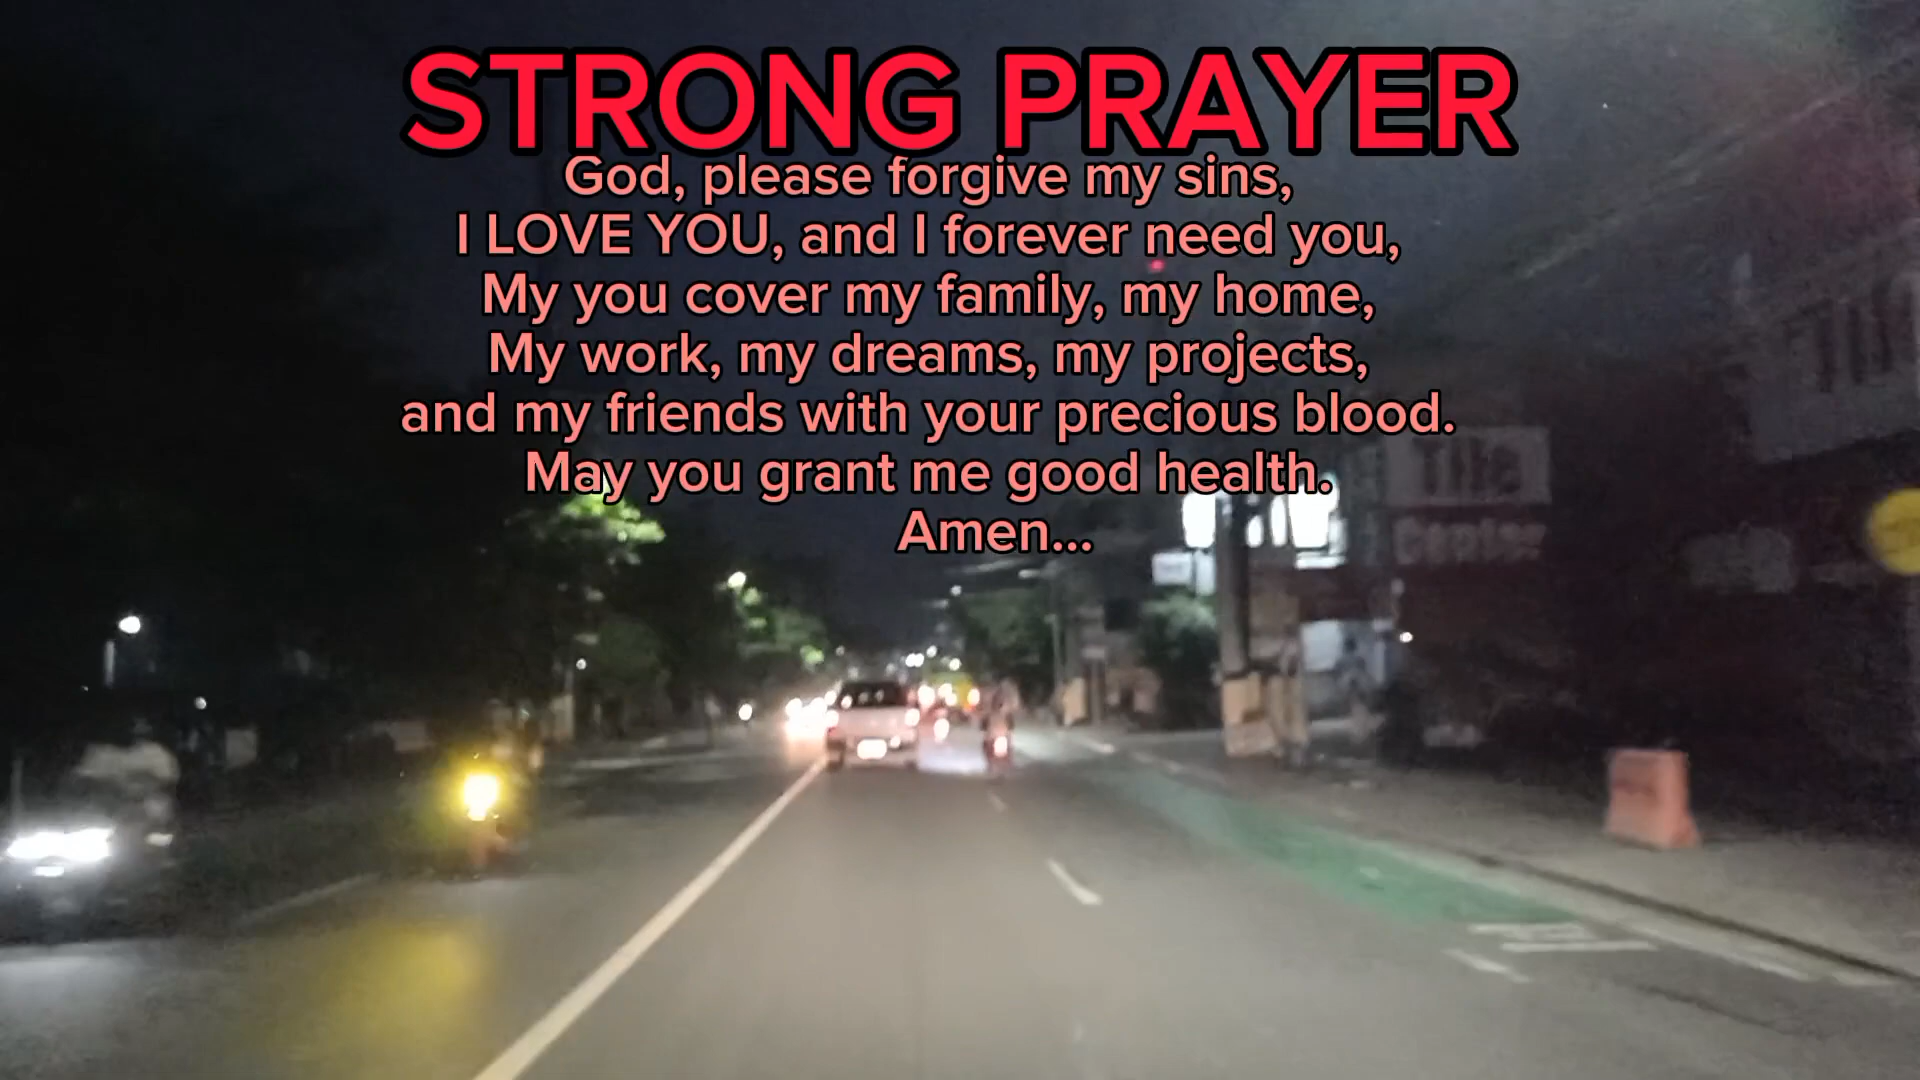 STRONG PRAYER
God, please forgive my sins,
I LOVE YOU, and I forever need you,
My you cover my family, my home,
My work, my dreams, my projects,
and my friends with your precious blood.
May you grant me good health.
Amen...
Tile
Center